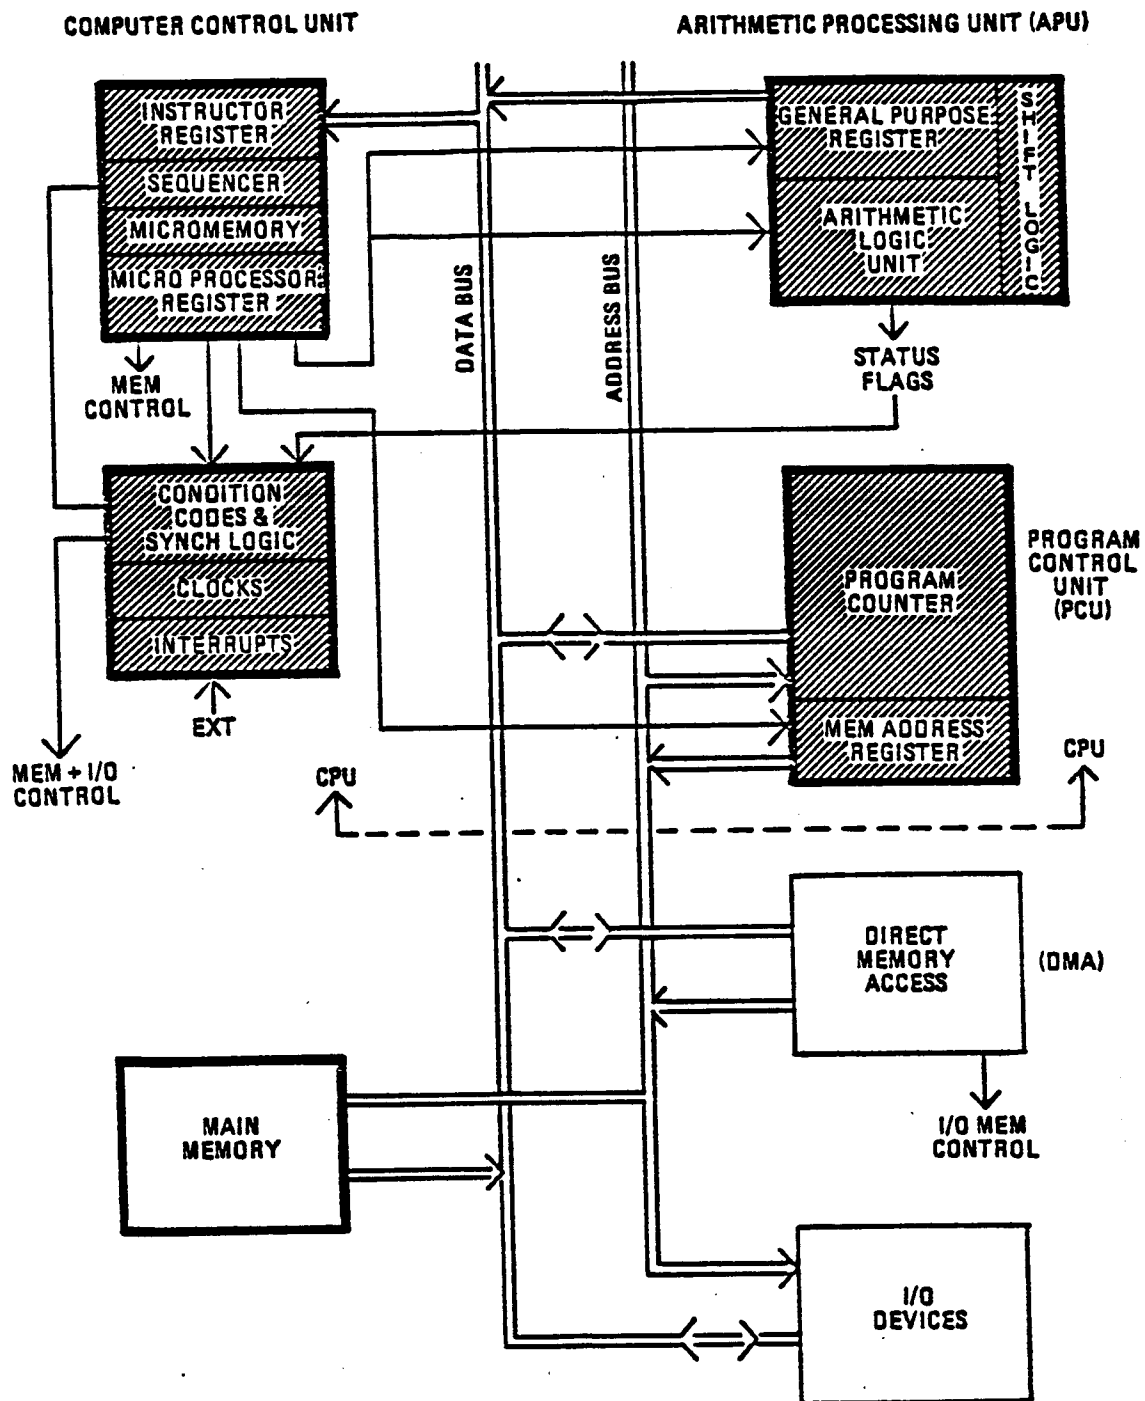 COMPUTER CONTROL UNIT
ARITHMETIC PROCESSING UNIT (APU)
INSTRUCTOR
REGISTER
SEQUENCER
MICROMEMORY
MICRO PROCESSOR
REGISTER
GENERAL PURPOSE
REGISTER
ARITHMETIC
LOGIC
UNIT
SHIFT LOGIC
DATA BUS
ADDRESS BUS
MEM
CONTROL
STATUS
FLAGS
CONDITION
CODES &
SYNCH LOGIC
CLOCKS
INTERRUPTS
EXT
MEM + I/O
CONTROL
PROGRAM
COUNTER
MEM ADDRESS
REGISTER
PROGRAM
CONTROL
UNIT
(PCU)
CPU
CPU
DIRECT
MEMORY
ACCESS
(DMA)
I/O MEM
CONTROL
MAIN
MEMORY
I/O
DEVICES